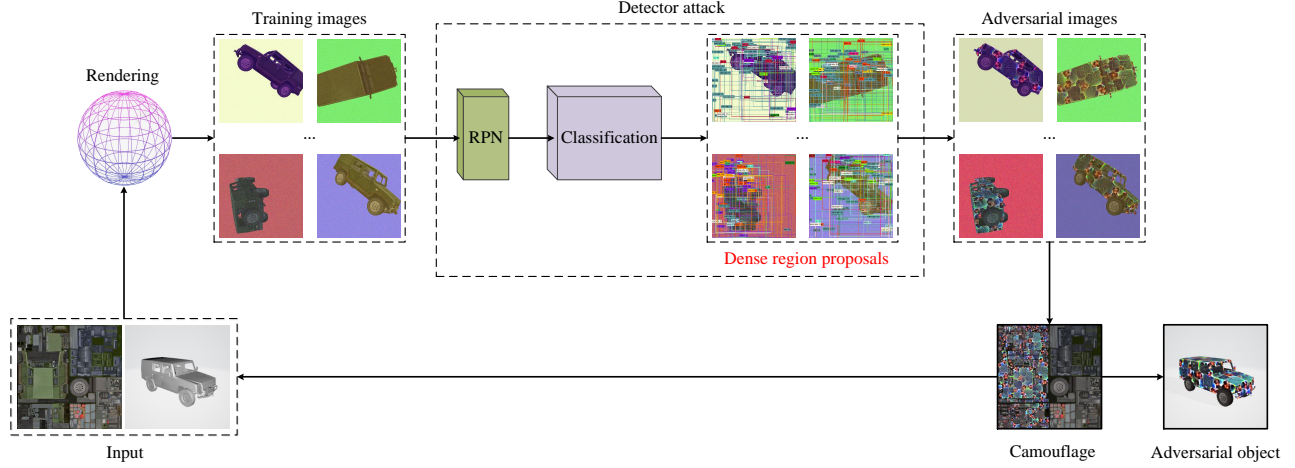 Training images
Detector attack
Adversarial images
Rendering
...
...
...
RPN
Classification
Dense region proposals
Input
Camouflage
Adversarial object